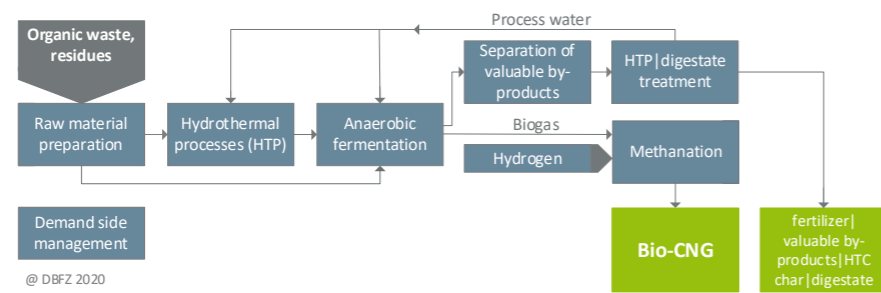 Process water
Organic waste,
residues
Separation of
valuable by-
products
HTP|digestate
treatment
Raw material
preparation
Hydrothermal
processes (HTP)
Anaerobic
fermentation
Biogas
Hydrogen
Methanation
Demand side
management
Bio-CNG
fertilizer|
valuable by-
products|HTC
char|digestate
@ DBFZ 2020